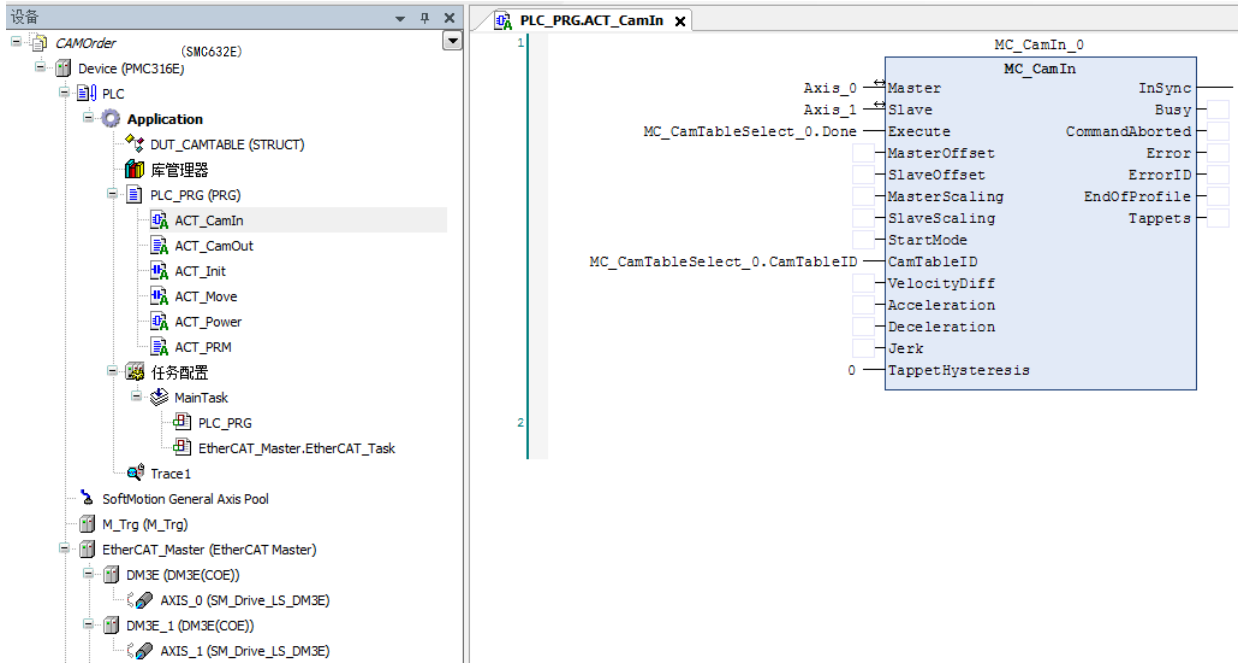 设备
CAMOrder
(SMC632E)
Device (PMC316E)
PLC
Application
DUT_CAMTABLE (STRUCT)
库管理器
PLC_PRG (PRG)
ACT_CamIn
ACT_CamOut
ACT_Init
ACT_Move
ACT_Power
ACT_PRM
任务配置
MainTask
PLC_PRG
EtherCAT_Master.EtherCAT_Task
Trace1
SoftMotion General Axis Pool
M_Trg (M_Trg)
EtherCAT_Master (EtherCAT Master)
DM3E (DM3E(COE))
AXIS_0 (SM_Drive_LS_DM3E)
DM3E_1 (DM3E(COE))
AXIS_1 (SM_Drive_LS_DM3E)
PLC_PRG.ACT_CamIn
1
MC_CamIn_0
MC_CamIn
Axis_0 Master InSync
Axis_1 Slave Busy
MC_CamTableSelect_0.Done Execute CommandAborted
MasterOffset Error
SlaveOffset ErrorID
MasterScaling EndOfProfile
SlaveScaling Tappets
StartMode
MC_CamTableSelect_0.CamTableID CamTableID
VelocityDiff
Acceleration
Deceleration
Jerk
0 TappetHysteresis
2